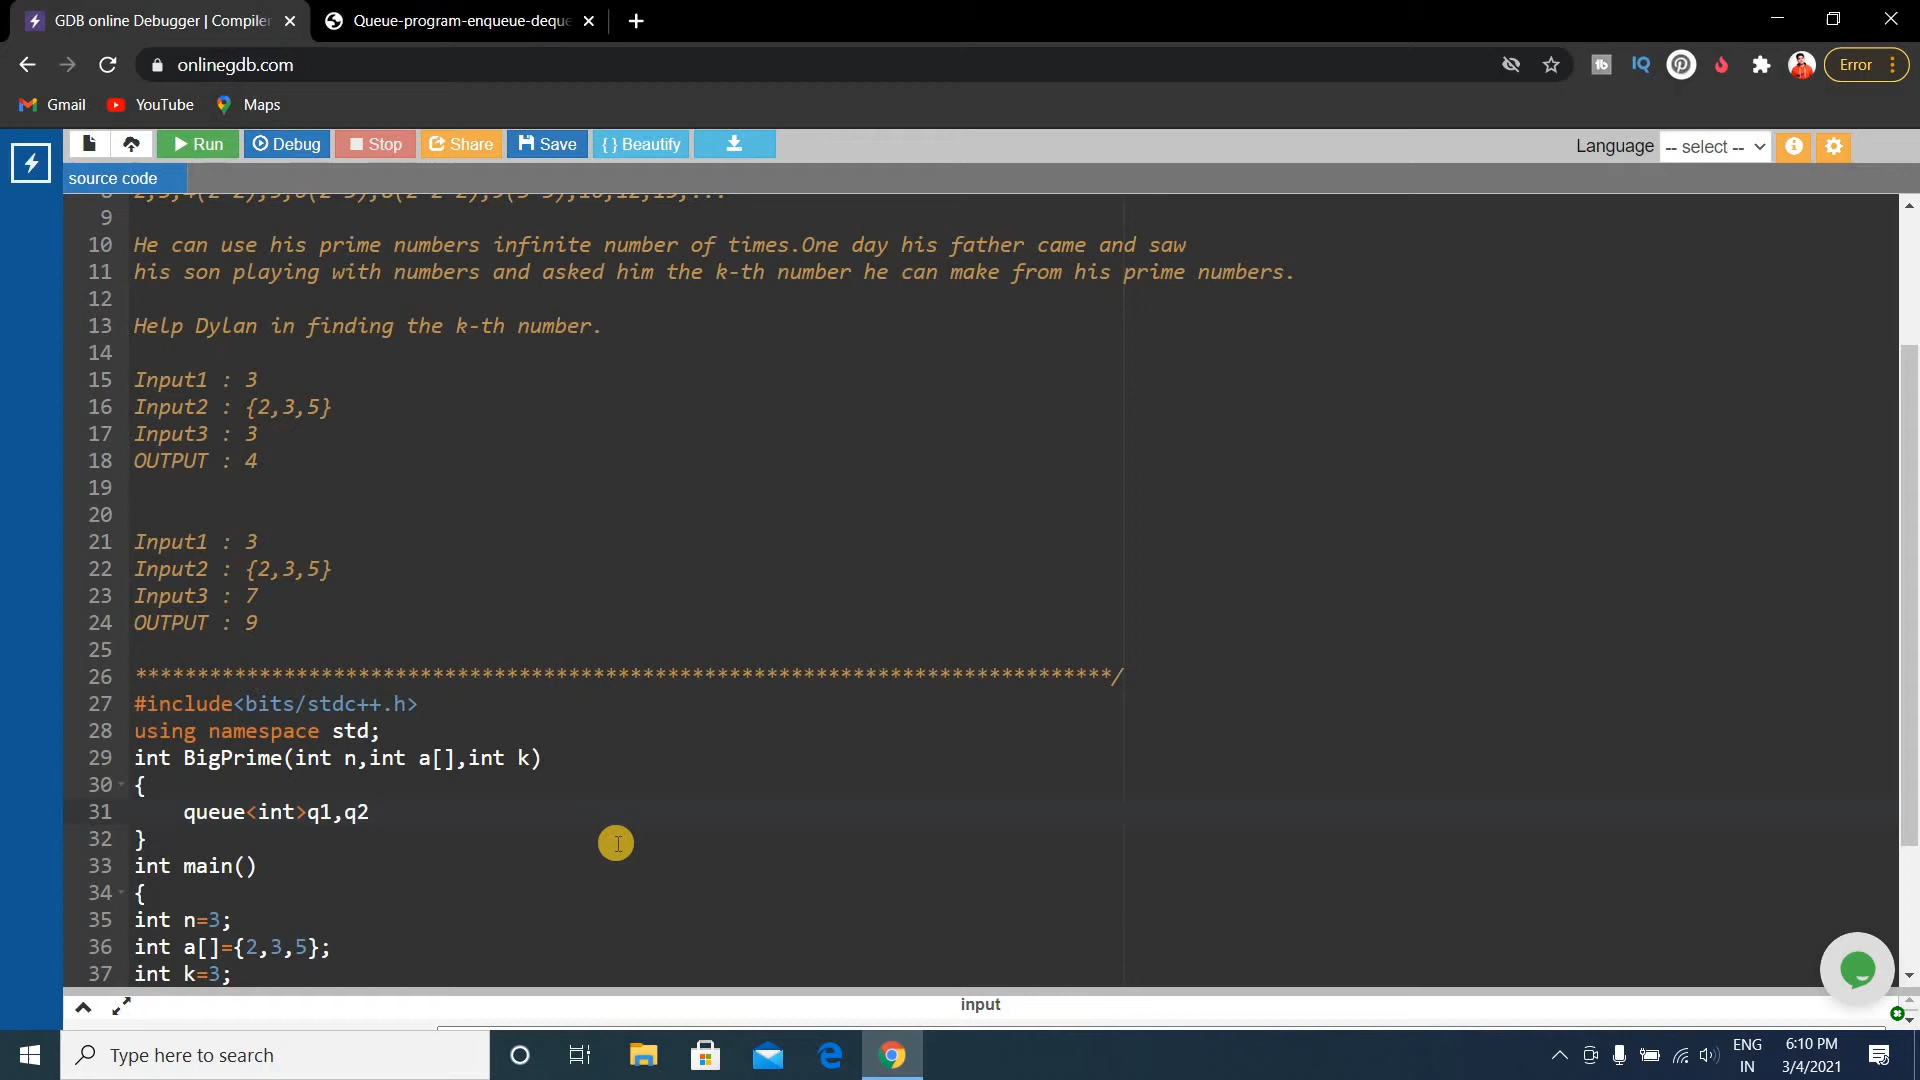 GDB online Debugger | Compiler
Queue-program-enqueue-deque
onlinegdb.com
Error
Gmail
YouTube
Maps
Run
Debug
Stop
Share
Save
{ } Beautify
Language
-- select --
source code
9
10 He can use his prime numbers infinite number of times.One day his father came and saw
11 his son playing with numbers and asked him the k-th number he can make from his prime numbers.
12
13 Help Dylan in finding the k-th number.
14
15 Input1 : 3
16 Input2 : {2,3,5}
17 Input3 : 3
18 OUTPUT : 4
19
20
21 Input1 : 3
22 Input2 : {2,3,5}
23 Input3 : 7
24 OUTPUT : 9
25
26 *******************************************************************************/
27 #include<bits/stdc++.h>
28 using namespace std;
29 int BigPrime(int n,int a[],int k)
30 {
31 queue<int>q1,q2
32 }
33 int main()
34 {
35 int n=3;
36 int a[]={2,3,5};
37 int k=3;
input
Type here to search
ENG
IN
6:10 PM
3/4/2021